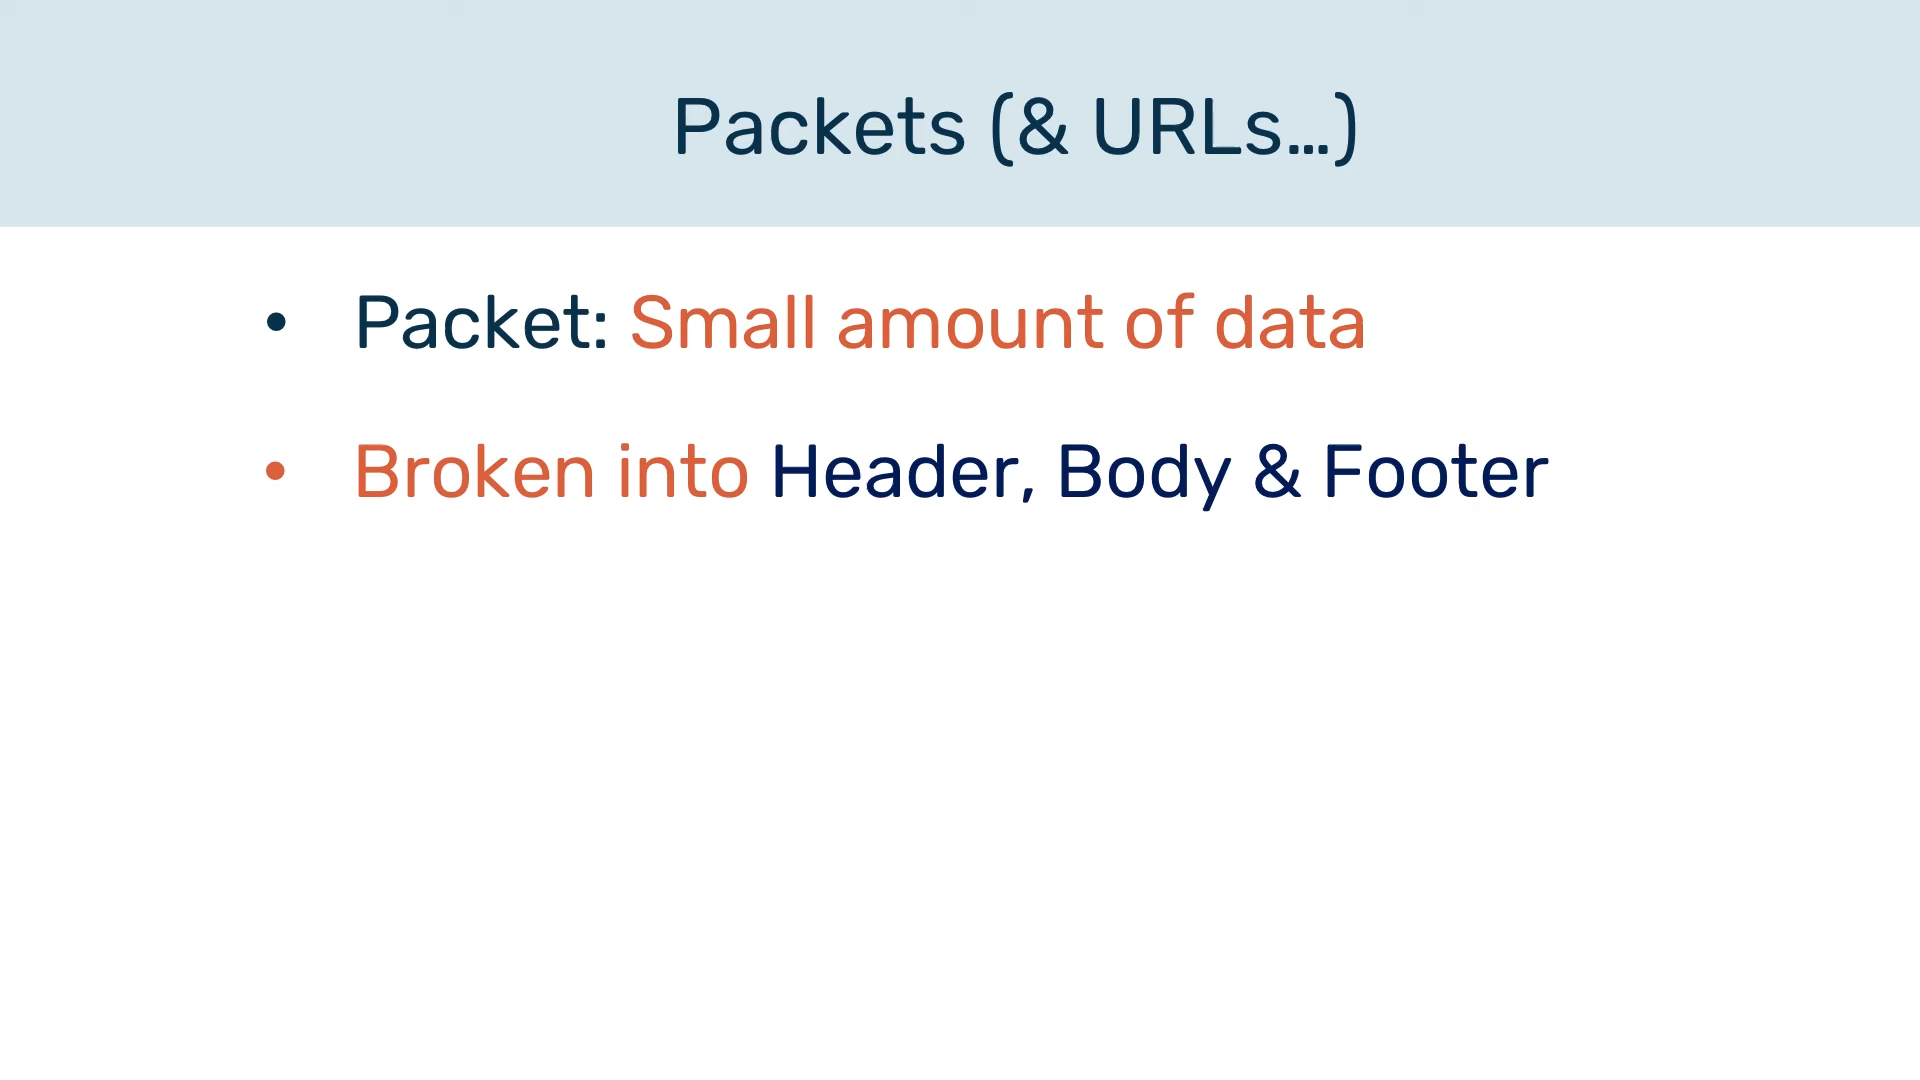 Packets (& URLs…)
• Packet: Small amount of data
• Broken into Header, Body & Footer